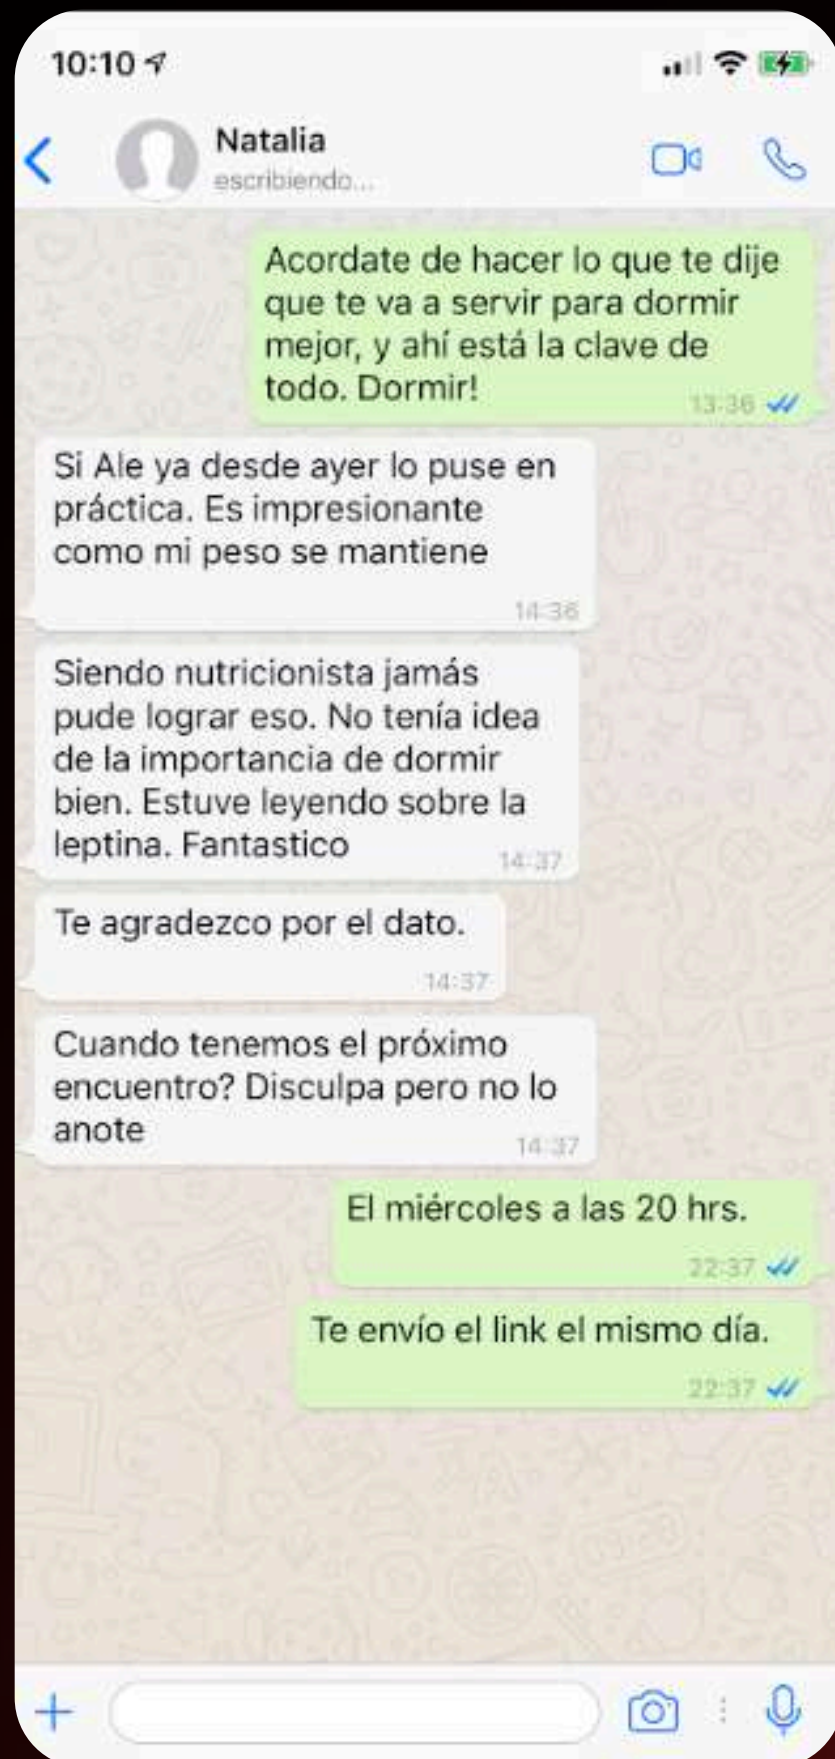 10:10
Natalia
escribiendo...
Acordate de hacer lo que te dije
que te va a servir para dormir
mejor, y ahí está la clave de
todo. Dormir!
13:36
Si Ale ya desde ayer lo puse en
práctica. Es impresionante
como mi peso se mantiene
14:36
Siendo nutricionista jamás
pude lograr eso. No tenía idea
de la importancia de dormir
bien. Estuve leyendo sobre la
leptina. Fantastico
14:37
Te agradezco por el dato.
14:37
Cuando tenemos el próximo
encuentro? Disculpa pero no lo
anote
14:37
El miércoles a las 20 hrs.
22:37
Te envío el link el mismo día.
22:37